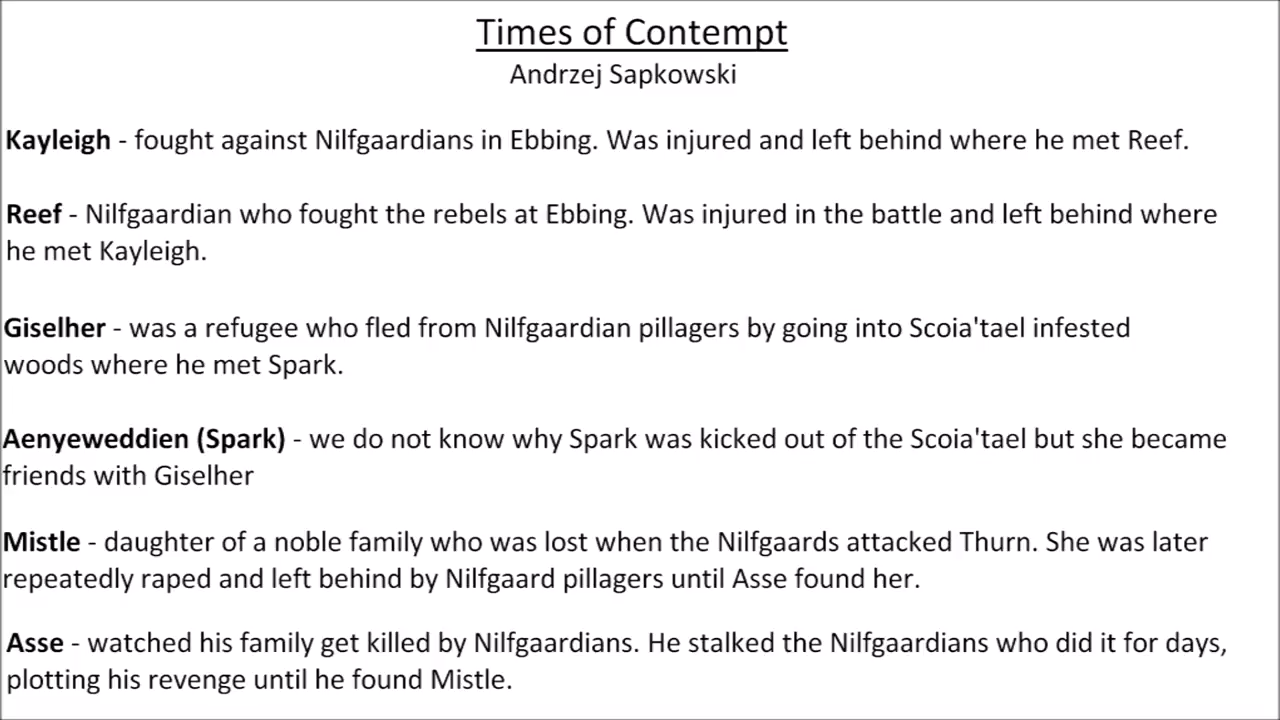 Times of Contempt
Andrzej Sapkowski
Kayleigh - fought against Nilfgaardians in Ebbing. Was injured and left behind where he met Reef.
Reef - Nilfgaardian who fought the rebels at Ebbing. Was injured in the battle and left behind where
he met Kayleigh.
Giselher - was a refugee who fled from Nilfgaardian pillagers by going into Scoia'tael infested
woods where he met Spark.
Aenyeweddien (Spark) - we do not know why Spark was kicked out of the Scoia'tael but she became
friends with Giselher
Mistle - daughter of a noble family who was lost when the Nilfgaards attacked Thurn. She was later
repeatedly raped and left behind by Nilfgaard pillagers until Asse found her.
Asse - watched his family get killed by Nilfgaardians. He stalked the Nilfgaardians who did it for days,
plotting his revenge until he found Mistle.